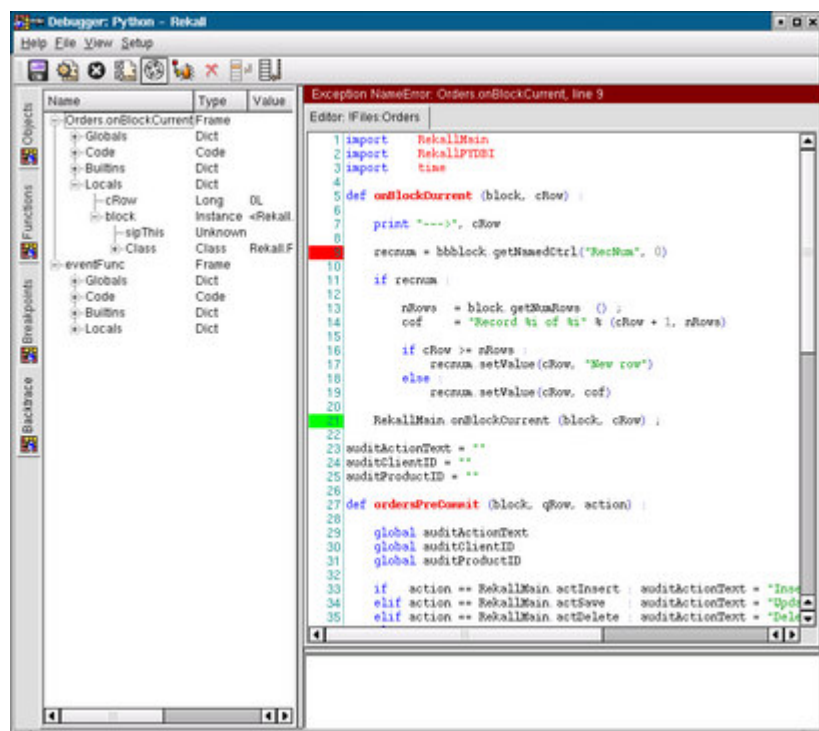 Debugger: Python - Rekall
Help File View Setup
Objects
Functions
Breakpoints
Backtrace
Name Type Value
Orders.onBlockCurrent Frame
Globals Dict
Code Code
Builtins Dict
Locals Dict
cRow Long 0L
block Instance <Rekall.
sipThis Unknown
Class Class Rekall.F
eventFunc Frame
Globals Dict
Code Code
Builtins Dict
Locals Dict
Exception NameError: Orders.onBlockCurrent, line 9
Editor: !Files:Orders
1 import RekallMain
2 import RekallPYDBI
3 import time
4
5 def onBlockCurrent (block, cRow) :
6
7 print "--->", cRow
8
9 recnum = bbblock.getNamedCtrl("RecNum", 0)
10
11 if recnum :
12
13 nRows = block.getNumRows () ;
14 cof = "Record %i of %i" % (cRow + 1, nRows)
15
16 if cRow >= nRows :
17 recnum.setValue(cRow, "New row")
18 else :
19 recnum.setValue(cRow, cof)
20
21 RekallMain.onBlockCurrent (block, cRow) ;
22
23 auditActionText = ""
24 auditClientID = ""
25 auditProductID = ""
26
27 def ordersPreCommit (block, qRow, action) :
28
29 global auditActionText
30 global auditClientID
31 global auditProductID
32
33 if action == RekallMain.actInsert : auditActionText = "Inse
34 elif action == RekallMain.actSave : auditActionText = "Upda
35 elif action == RekallMain.actDelete : auditActionText = "Dele